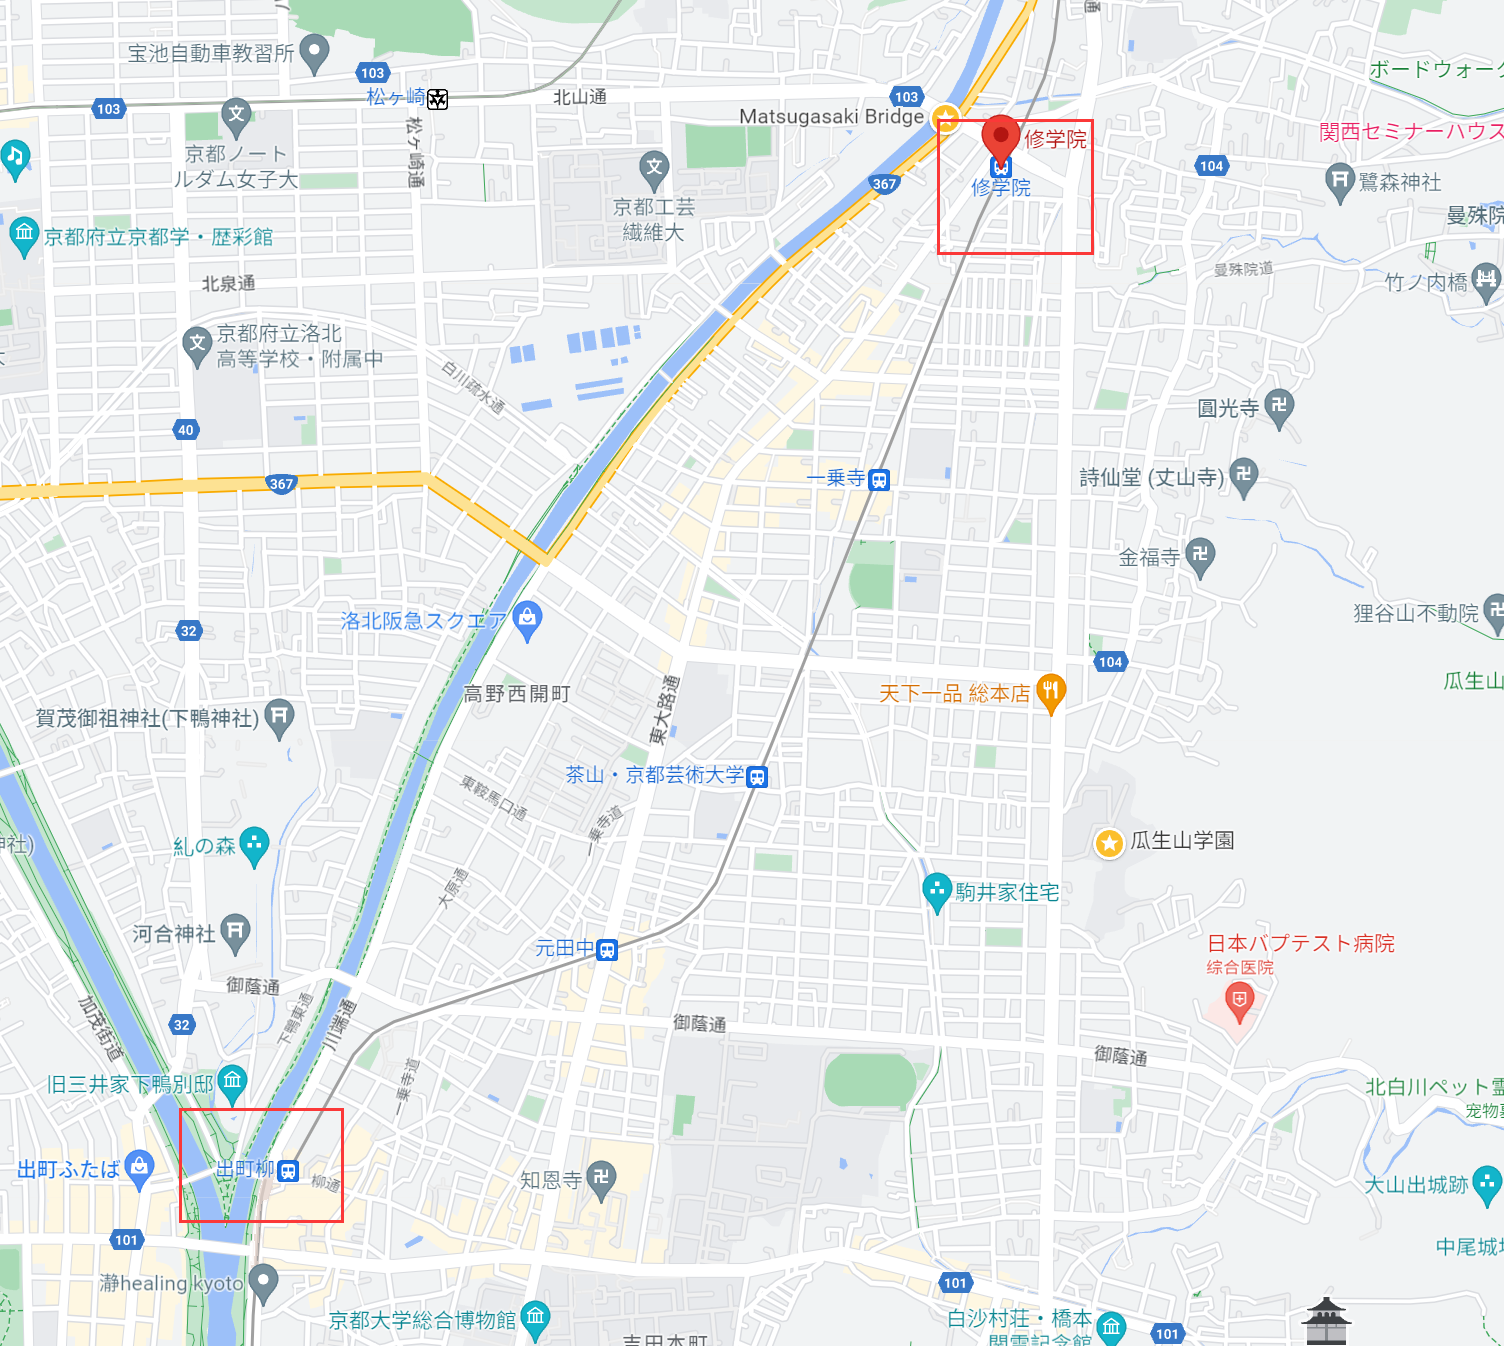 通
宝池自動車教習所
103
松ヶ崎
103
北山通
103
Matsugasaki Bridge
ボードウォーク
関西セミナーハウス
修学院
修学院
京都ノート
ルダム女子大
松ヶ崎通
京都工芸
繊維大
367
104
鷺森神社
曼殊院
京都府立京都学・歴彩館
曼殊院道
竹ノ内橋
北泉通
京都府立洛北
高等学校・附属中
白川疏水通
圓光寺
40
367
一乗寺
詩仙堂 (丈山寺)
金福寺
狸谷山不動院
32
洛北阪急スクエア
104
瓜生山
高野西開町
天下一品 総本店
賀茂御祖神社(下鴨神社)
東大路通
茶山・京都芸術大学
東鞍馬口通
一乗寺道
神社)
糺の森
瓜生山学園
大原通
駒井家住宅
河合神社
元田中
日本バプテスト病院
综合医院
御蔭通
加茂街道
下鴨東通
川端通
32
御蔭通
御蔭通
旧三井家下鴨別邸
一乗寺道
北白川ペット霊
宠物墓
出町ふたば
出町柳
柳通
知恩寺
大山出城跡
101
中尾城址
瀞healing kyoto
101
京都大学総合博物館
吉田本町
白沙村荘・橋本
関雪記念館
101